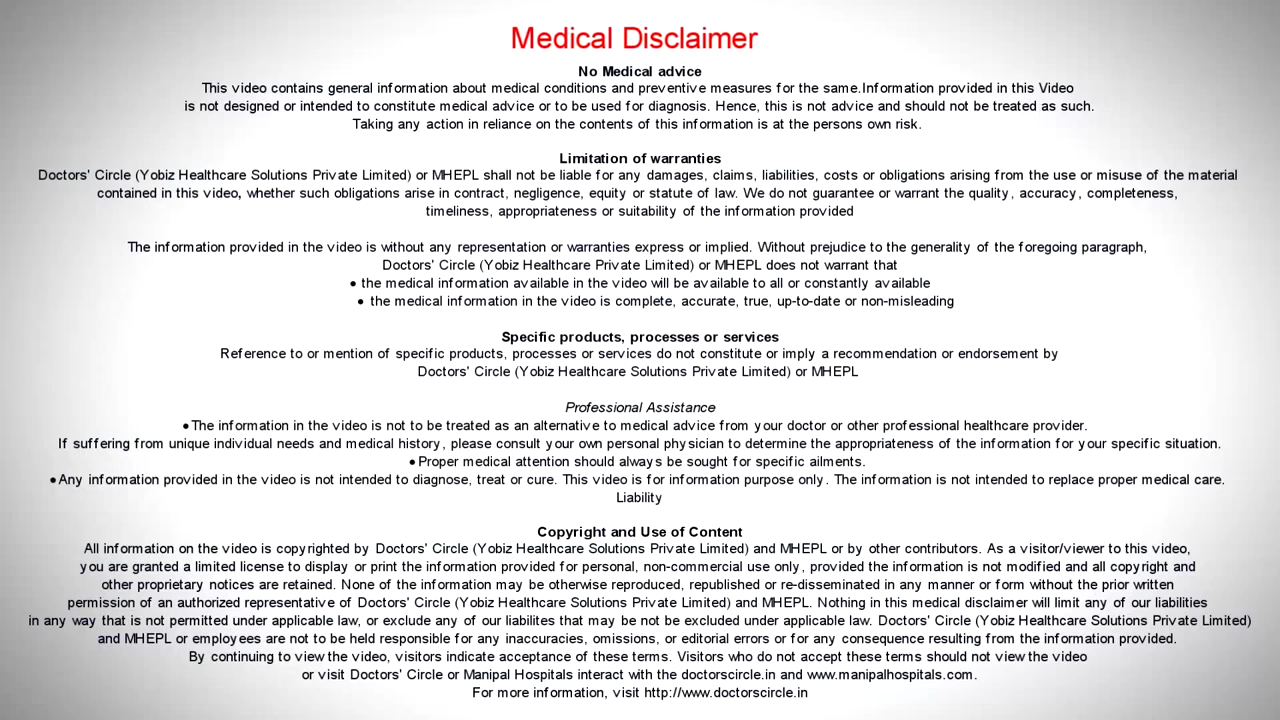 Medical Disclaimer
No Medical advice
This video contains general information about medical conditions and preventive measures for the same.Information provided in this Video
is not designed or intended to constitute medical advice or to be used for diagnosis. Hence, this is not advice and should not be treated as such.
Taking any action in reliance on the contents of this information is at the persons own risk.
Limitation of warranties
Doctors' Circle (Yobiz Healthcare Solutions Private Limited) or MHEPL shall not be liable for any damages, claims, liabilities, costs or obligations arising from the use or misuse of the material
contained in this video, whether such obligations arise in contract, negligence, equity or statute of law. We do not guarantee or warrant the quality, accuracy, completeness,
timeliness, appropriateness or suitability of the information provided
The information provided in the video is without any representation or warranties express or implied. Without prejudice to the generality of the foregoing paragraph,
Doctors' Circle (Yobiz Healthcare Private Limited) or MHEPL does not warrant that
• the medical information available in the video will be available to all or constantly available
• the medical information in the video is complete, accurate, true, up-to-date or non-misleading
Specific products, processes or services
Reference to or mention of specific products, processes or services do not constitute or imply a recommendation or endorsement by
Doctors' Circle (Yobiz Healthcare Solutions Private Limited) or MHEPL
Professional Assistance
•The information in the video is not to be treated as an alternative to medical advice from your doctor or other professional healthcare provider.
If suffering from unique individual needs and medical history, please consult your own personal physician to determine the appropriateness of the information for your specific situation.
•Proper medical attention should always be sought for specific ailments.
•Any information provided in the video is not intended to diagnose, treat or cure. This video is for information purpose only. The information is not intended to replace proper medical care.
Liability
Copyright and Use of Content
All information on the video is copyrighted by Doctors' Circle (Yobiz Healthcare Solutions Private Limited) and MHEPL or by other contributors. As a visitor/viewer to this video,
you are granted a limited license to display or print the information provided for personal, non-commercial use only, provided the information is not modified and all copyright and
other proprietary notices are retained. None of the information may be otherwise reproduced, republished or re-disseminated in any manner or form without the prior written
permission of an authorized representative of Doctors' Circle (Yobiz Healthcare Solutions Private Limited) and MHEPL. Nothing in this medical disclaimer will limit any of our liabilities
in any way that is not permitted under applicable law, or exclude any of our liabilites that may be not be excluded under applicable law. Doctors' Circle (Yobiz Healthcare Solutions Private Limited)
and MHEPL or employees are not to be held responsible for any inaccuracies, omissions, or editorial errors or for any consequence resulting from the information provided.
By continuing to view the video, visitors indicate acceptance of these terms. Visitors who do not accept these terms should not view the video
or visit Doctors' Circle or Manipal Hospitals interact with the doctorscircle.in and www.manipalhospitals.com.
For more information, visit http://www.doctorscircle.in